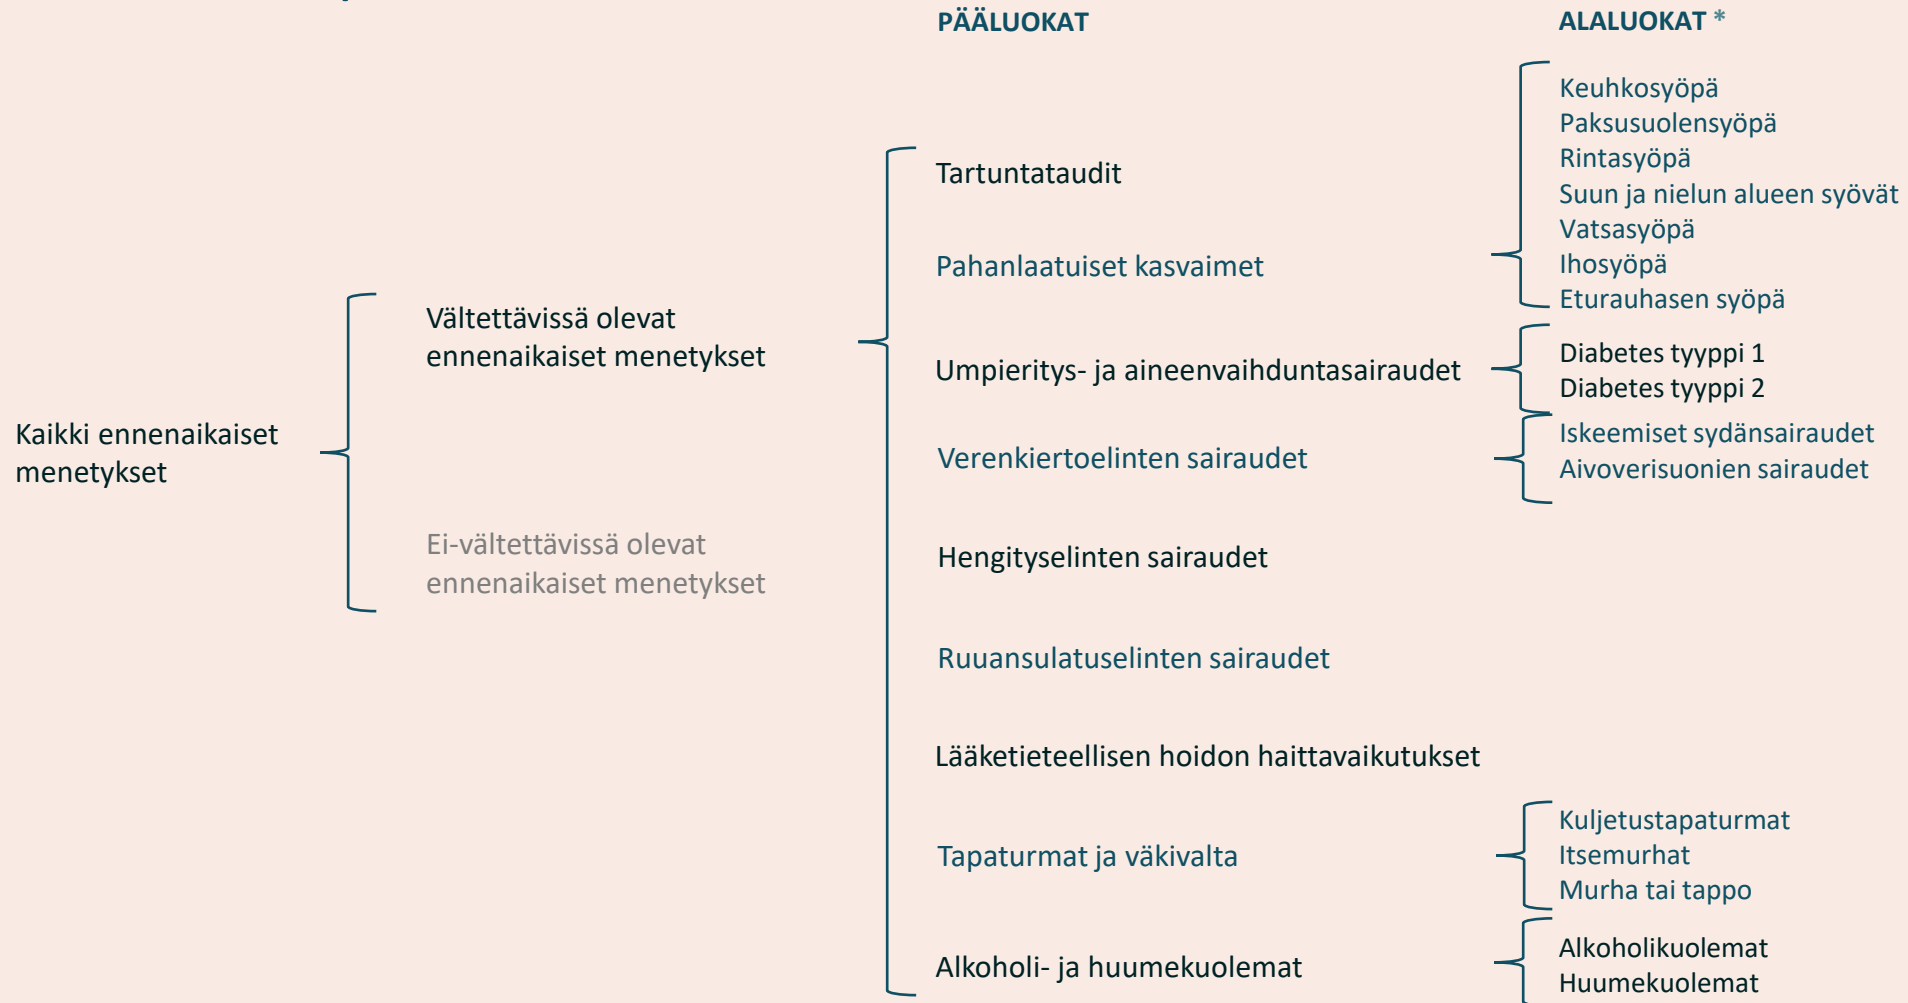 PÄÄLUOKAT
ALALUOKAT *
Kaikki ennenaikaiset
menetykset
Vältettävissä olevat
ennenaikaiset menetykset
Ei-vältettävissä olevat
ennenaikaiset menetykset
Tartuntataudit
Pahanlaatuiset kasvaimet
Keuhkosyöpä
Paksusuolensyöpä
Rintasyöpä
Suun ja nielun alueen syövät
Vatsasyöpä
Ihosyöpä
Eturauhasen syöpä
Umpieritys- ja aineenvaihduntasairaudet
Diabetes tyyppi 1
Diabetes tyyppi 2
Verenkiertoelinten sairaudet
Iskeemiset sydänsairaudet
Aivoverisuonien sairaudet
Hengityselinten sairaudet
Ruuansulatuselinten sairaudet
Lääketieteellisen hoidon haittavaikutukset
Tapaturmat ja väkivalta
Kuljetustapaturmat
Itsemurhat
Murha tai tappo
Alkoholi- ja huumekuolemat
Alkoholikuolemat
Huumekuolemat